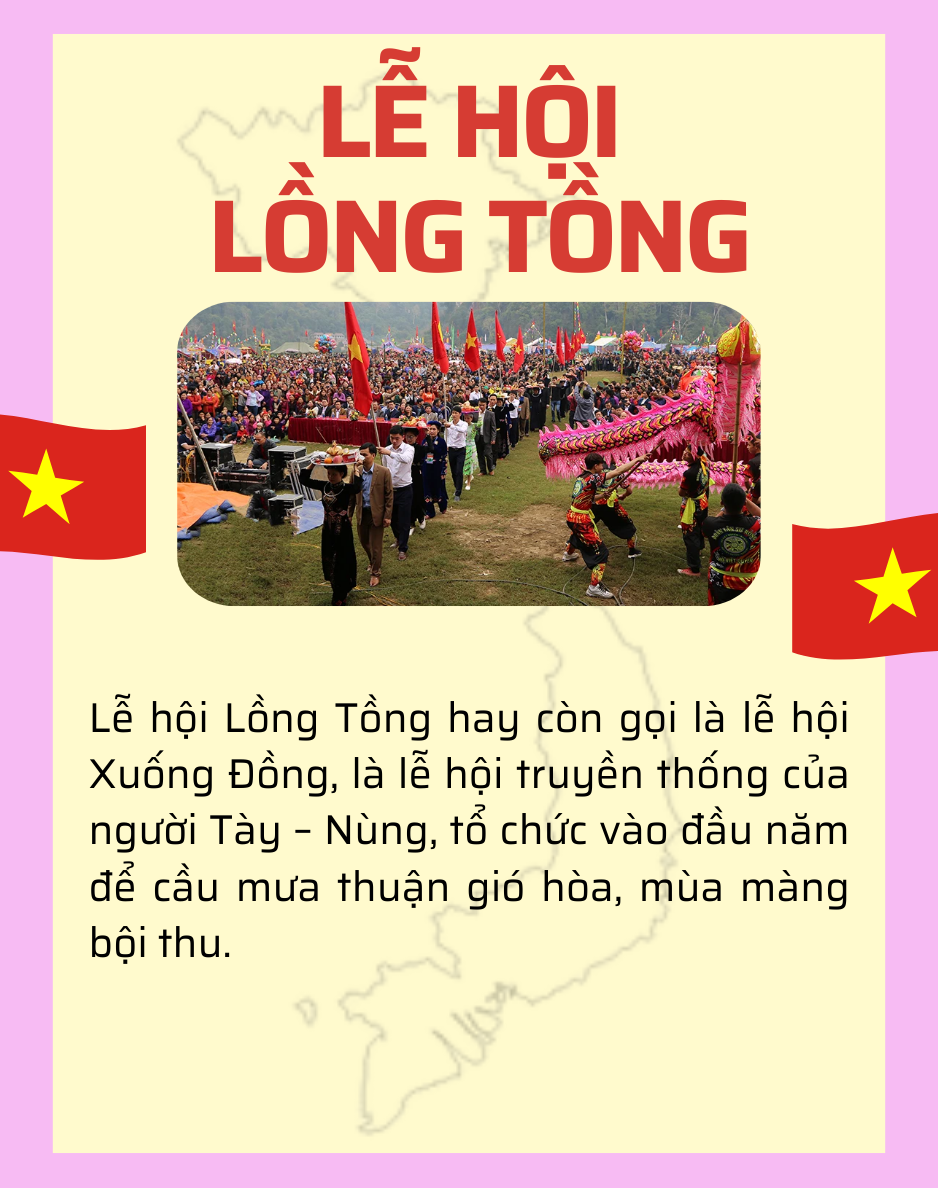 LỄ HỘI
LỒNG TỒNG
Lễ hội Lồng Tồng hay còn gọi là lễ hội
Xuống Đồng, là lễ hội truyền thống của
người Tày – Nùng, tổ chức vào đầu năm
để cầu mưa thuận gió hòa, mùa màng
bội thu.